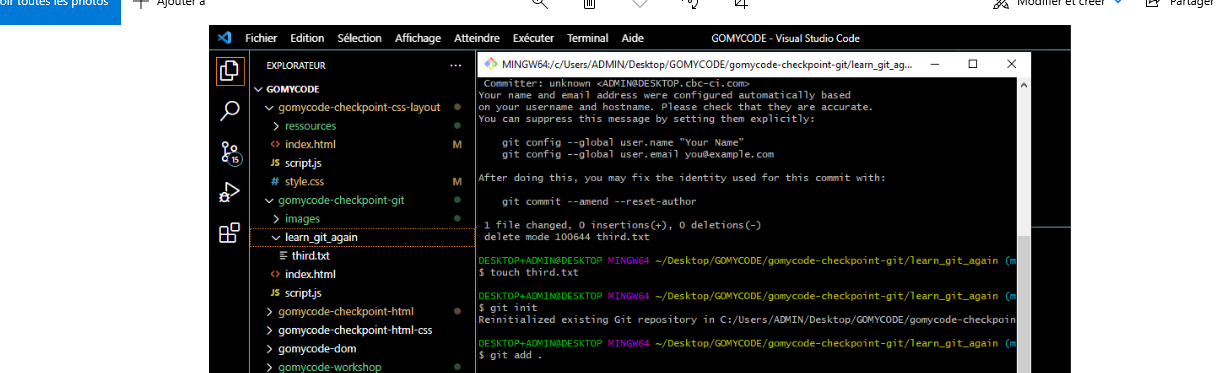 oir toutes les photos
Ajouter à
Modifier et créer
Partager
Fichier Edition Sélection Affichage Atteindre Exécuter Terminal Aide GOMYCODE - Visual Studio Code
EXPLORATEUR ...
GOMYCODE
gomycode-checkpoint-css-layout
ressources
index.html M
JS script.js
# style.css M
gomycode-checkpoint-git
images
learn_git_again
third.txt
index.html
JS script.js
gomycode-checkpoint-html
gomycode-checkpoint-html-css
gomycode-dom
gomycode-workshop
15
MINGW64:/c/Users/ADMIN/Desktop/GOMYCODE/gomycode-checkpoint-git/learn_git_ag...
Committer: unknown <ADMIN@DESKTOP.cbc-ci.com>
Your name and email address were configured automatically based
on your username and hostname. Please check that they are accurate.
You can suppress this message by setting them explicitly:
git config --global user.name "Your Name"
git config --global user.email you@example.com
After doing this, you may fix the identity used for this commit with:
git commit --amend --reset-author
1 file changed, 0 insertions(+), 0 deletions(-)
delete mode 100644 third.txt
DESKTOP+ADMIN@DESKTOP MINGW64 ~/Desktop/GOMYCODE/gomycode-checkpoint-git/learn_git_again (m
$ touch third.txt
DESKTOP+ADMIN@DESKTOP MINGW64 ~/Desktop/GOMYCODE/gomycode-checkpoint-git/learn_git_again (m
$ git init
Reinitialized existing Git repository in C:/Users/ADMIN/Desktop/GOMYCODE/gomycode-checkpoin
DESKTOP+ADMIN@DESKTOP MINGW64 ~/Desktop/GOMYCODE/gomycode-checkpoint-git/learn_git_again (m
$ git add .